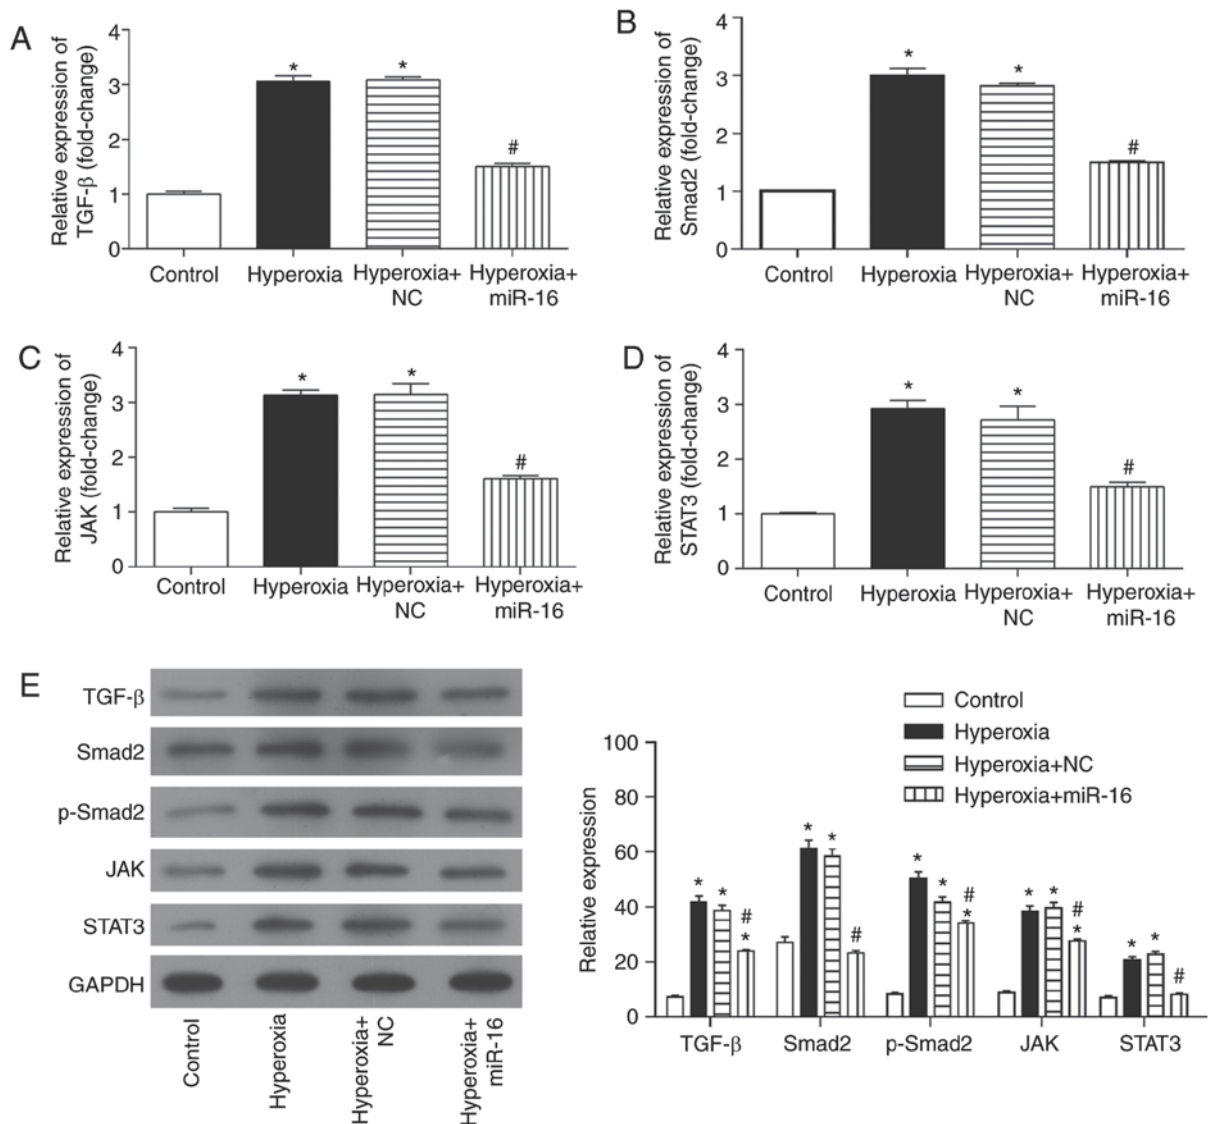 A
Relative expression of
TGF-β (fold-change)
4
3
2
1
0
*
*
#
Control
Hyperoxia
Hyperoxia+
NC
Hyperoxia+
miR-16
B
Relative expression of
Smad2 (fold-change)
4
3
2
1
0
*
*
#
Control
Hyperoxia
Hyperoxia+
NC
Hyperoxia+
miR-16
C
Relative expression of
JAK (fold-change)
4
3
2
1
0
*
*
#
Control
Hyperoxia
Hyperoxia+
NC
Hyperoxia+
miR-16
D
Relative expression of
STAT3 (fold-change)
4
3
2
1
0
*
*
#
Control
Hyperoxia
Hyperoxia+
NC
Hyperoxia+
miR-16
E
TGF-β
Smad2
p-Smad2
JAK
STAT3
GAPDH
Control
Hyperoxia
Hyperoxia+
NC
Hyperoxia+
miR-16
Control
Hyperoxia
Hyperoxia+NC
Hyperoxia+miR-16
Relative expression
100
80
60
40
20
0
* * # *
* * #
* * # *
* * # *
* * #
TGF-β
Smad2
p-Smad2
JAK
STAT3